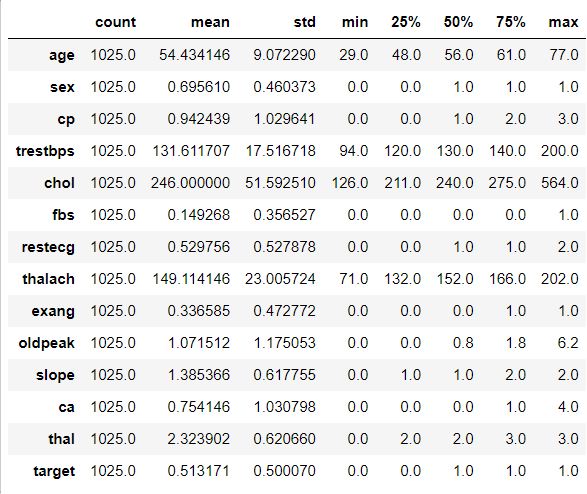 count mean std min 25% 50% 75% max
age 1025.0 54.434146 9.072290 29.0 48.0 56.0 61.0 77.0
sex 1025.0 0.695610 0.460373 0.0 0.0 1.0 1.0 1.0
cp 1025.0 0.942439 1.029641 0.0 0.0 1.0 2.0 3.0
trestbps 1025.0 131.611707 17.516718 94.0 120.0 130.0 140.0 200.0
chol 1025.0 246.000000 51.592510 126.0 211.0 240.0 275.0 564.0
fbs 1025.0 0.149268 0.356527 0.0 0.0 0.0 0.0 1.0
restecg 1025.0 0.529756 0.527878 0.0 0.0 1.0 1.0 2.0
thalach 1025.0 149.114146 23.005724 71.0 132.0 152.0 166.0 202.0
exang 1025.0 0.336585 0.472772 0.0 0.0 0.0 1.0 1.0
oldpeak 1025.0 1.071512 1.175053 0.0 0.0 0.8 1.8 6.2
slope 1025.0 1.385366 0.617755 0.0 1.0 1.0 2.0 2.0
ca 1025.0 0.754146 1.030798 0.0 0.0 0.0 1.0 4.0
thal 1025.0 2.323902 0.620660 0.0 2.0 2.0 3.0 3.0
target 1025.0 0.513171 0.500070 0.0 0.0 1.0 1.0 1.0